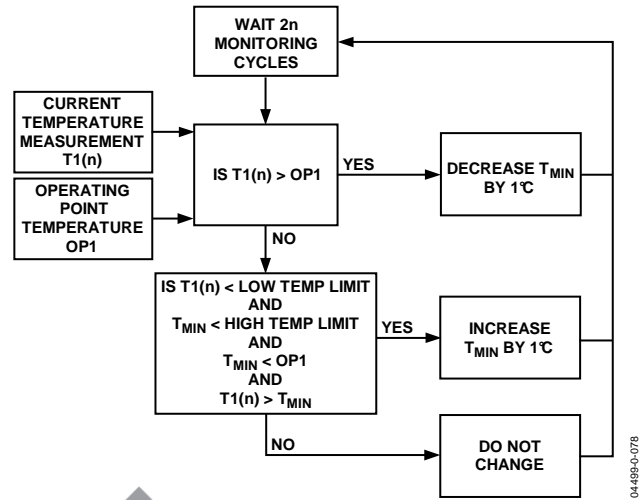 WAIT 2n
MONITORING
CYCLES
CURRENT
TEMPERATURE
MEASUREMENT
T1(n)
OPERATING
POINT
TEMPERATURE
OP1
IS T1(n) > OP1
YES
DECREASE TMIN
BY 1°C
NO
IS T1(n) < LOW TEMP LIMIT
AND
TMIN < HIGH TEMP LIMIT
AND
TMIN < OP1
AND
T1(n) > TMIN
YES
INCREASE
TMIN BY 1°C
NO
DO NOT
CHANGE
04499-0-078